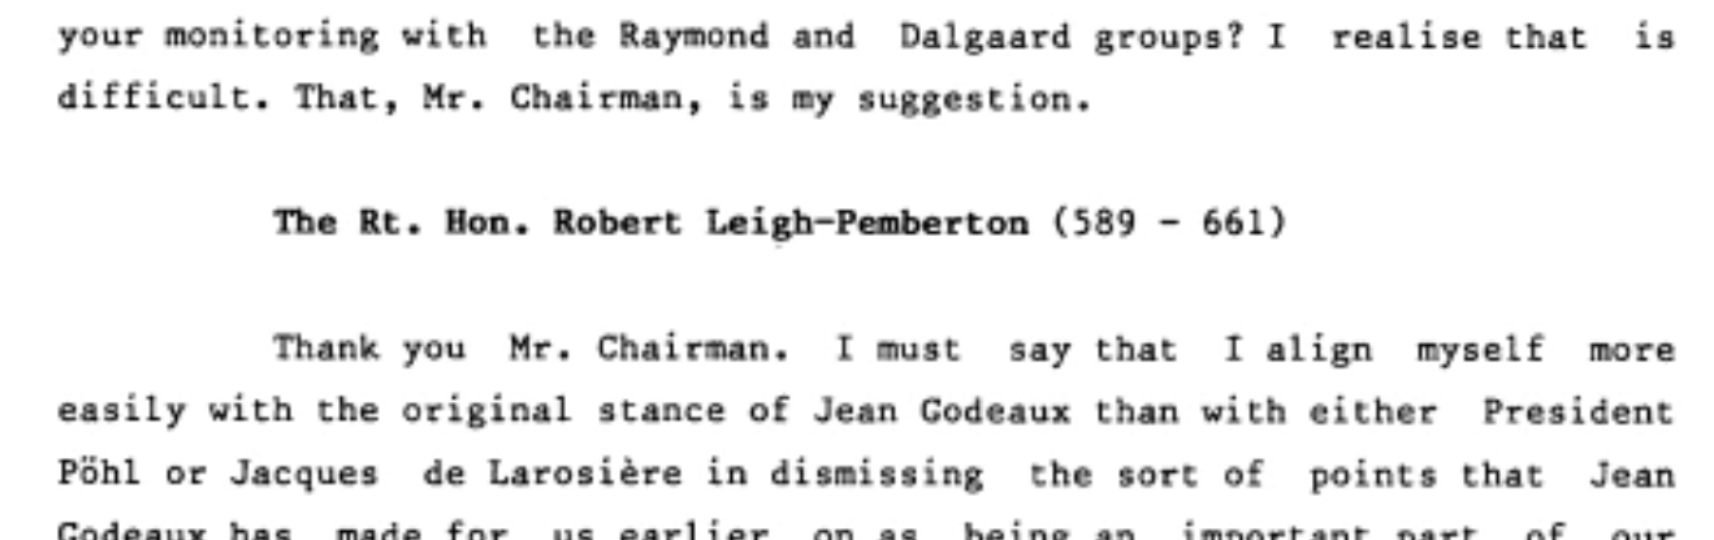 your monitoring with the Raymond and Dalgaard groups? I realise that is
difficult. That, Mr. Chairman, is my suggestion.
The Rt. Hon. Robert Leigh-Pemberton (589 - 661)
Thank you Mr. Chairman. I must say that I align myself more
easily with the original stance of Jean Godeaux than with either President
Pöhl or Jacques de Larosière in dismissing the sort of points that Jean
Godeaux has made for us earlier on as being an important part of our